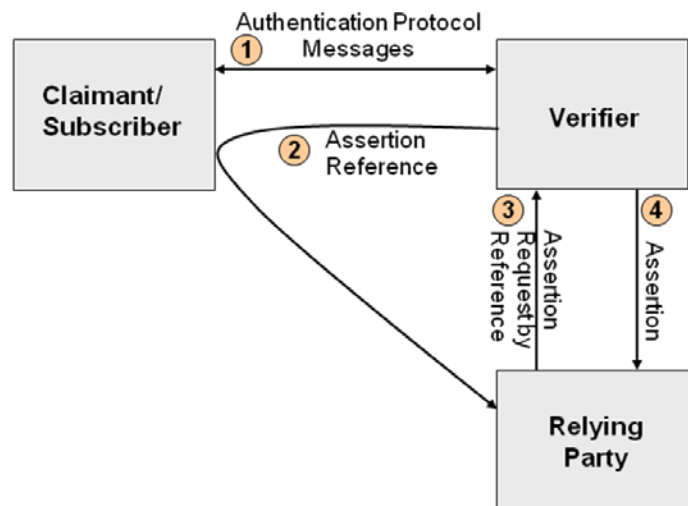 Authentication Protocol
Messages
1
Claimant/
Subscriber
Verifier
2
Assertion
Reference
3
Assertion
Request by
Reference
4
Assertion
Relying
Party